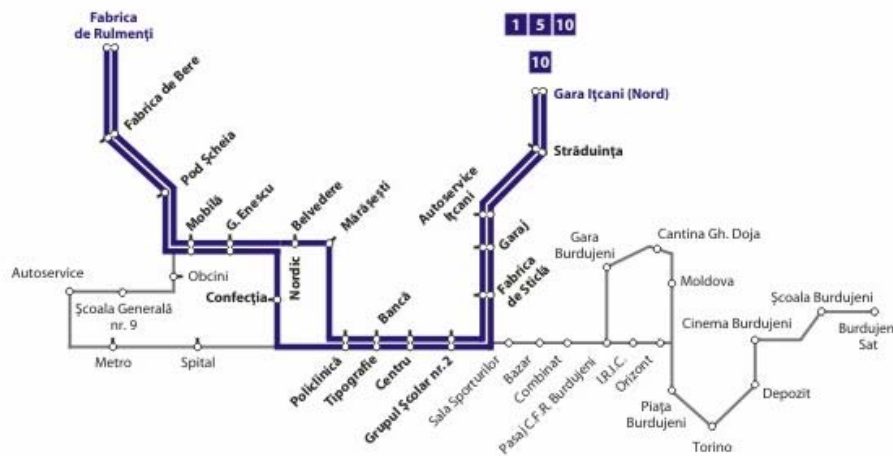 Fabrica
de Rulmenți
1 5 10
10
Gara Ițcani (Nord)
Fabrica de Bere
Străduința
Pod Șcheia
Mobilă
G. Enescu
Belvedere
Mărășești
Autoservice
Ițcani
Garaj
Gara
Burdujeni
Cantina Gh. Doja
Autoservice
Obcini
Nordic
Moldova
Confecția
Fabrica
de Sticlă
Școala Generală
nr. 9
Bancă
Școala Burdujeni
Cinema Burdujeni
Burdujeni
Sat
Metro
Spital
Policlinică
Tipografie
Centru
Grupul Școlar nr.2
Sala Sporturilor
Bazar
Combinat
Pasaj C.F.R. Burdujeni
I.R.I.C.
Orizont
Piața
Burdujeni
Depozit
Torino